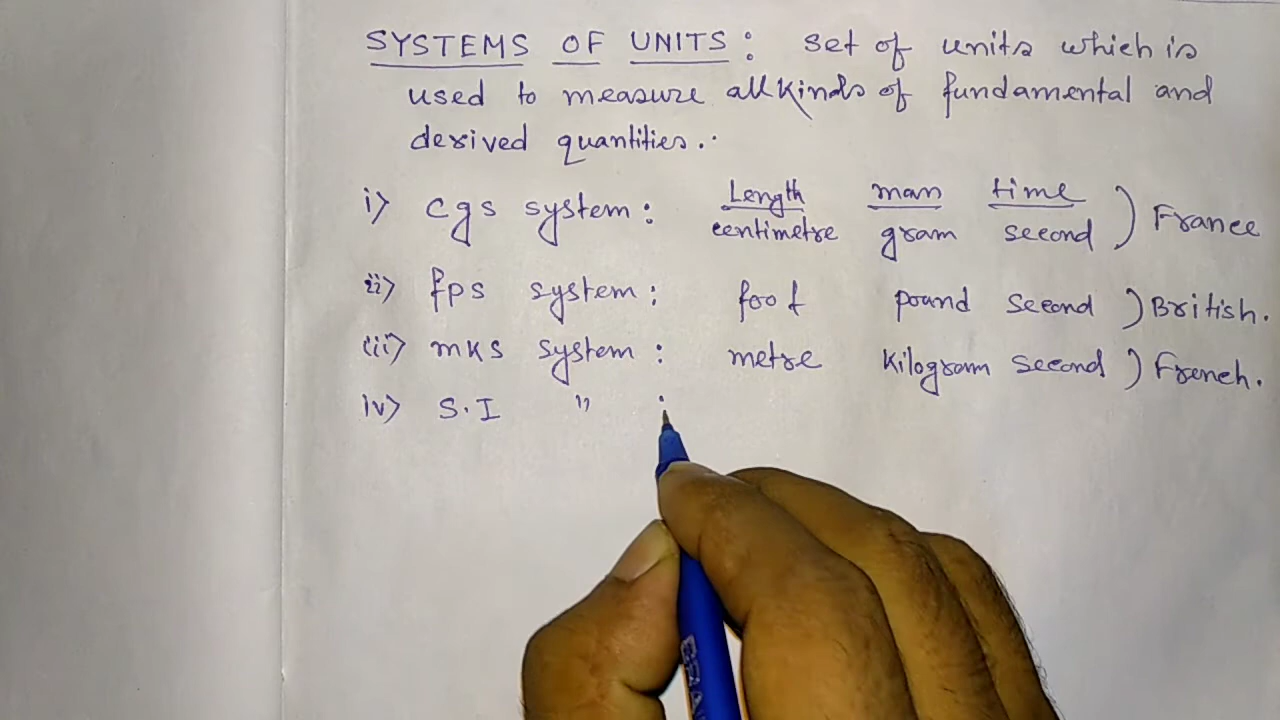 SYSTEMS OF UNITS: set of units which is
used to measure all kinds of fundamental and
derived quantities.
i) cgs system: Length mass time
centimetre gram second ) France
ii) fps system: foot pound second ) British.
iii) mks system: metre kilogram second ) French.
iv) S.I " :